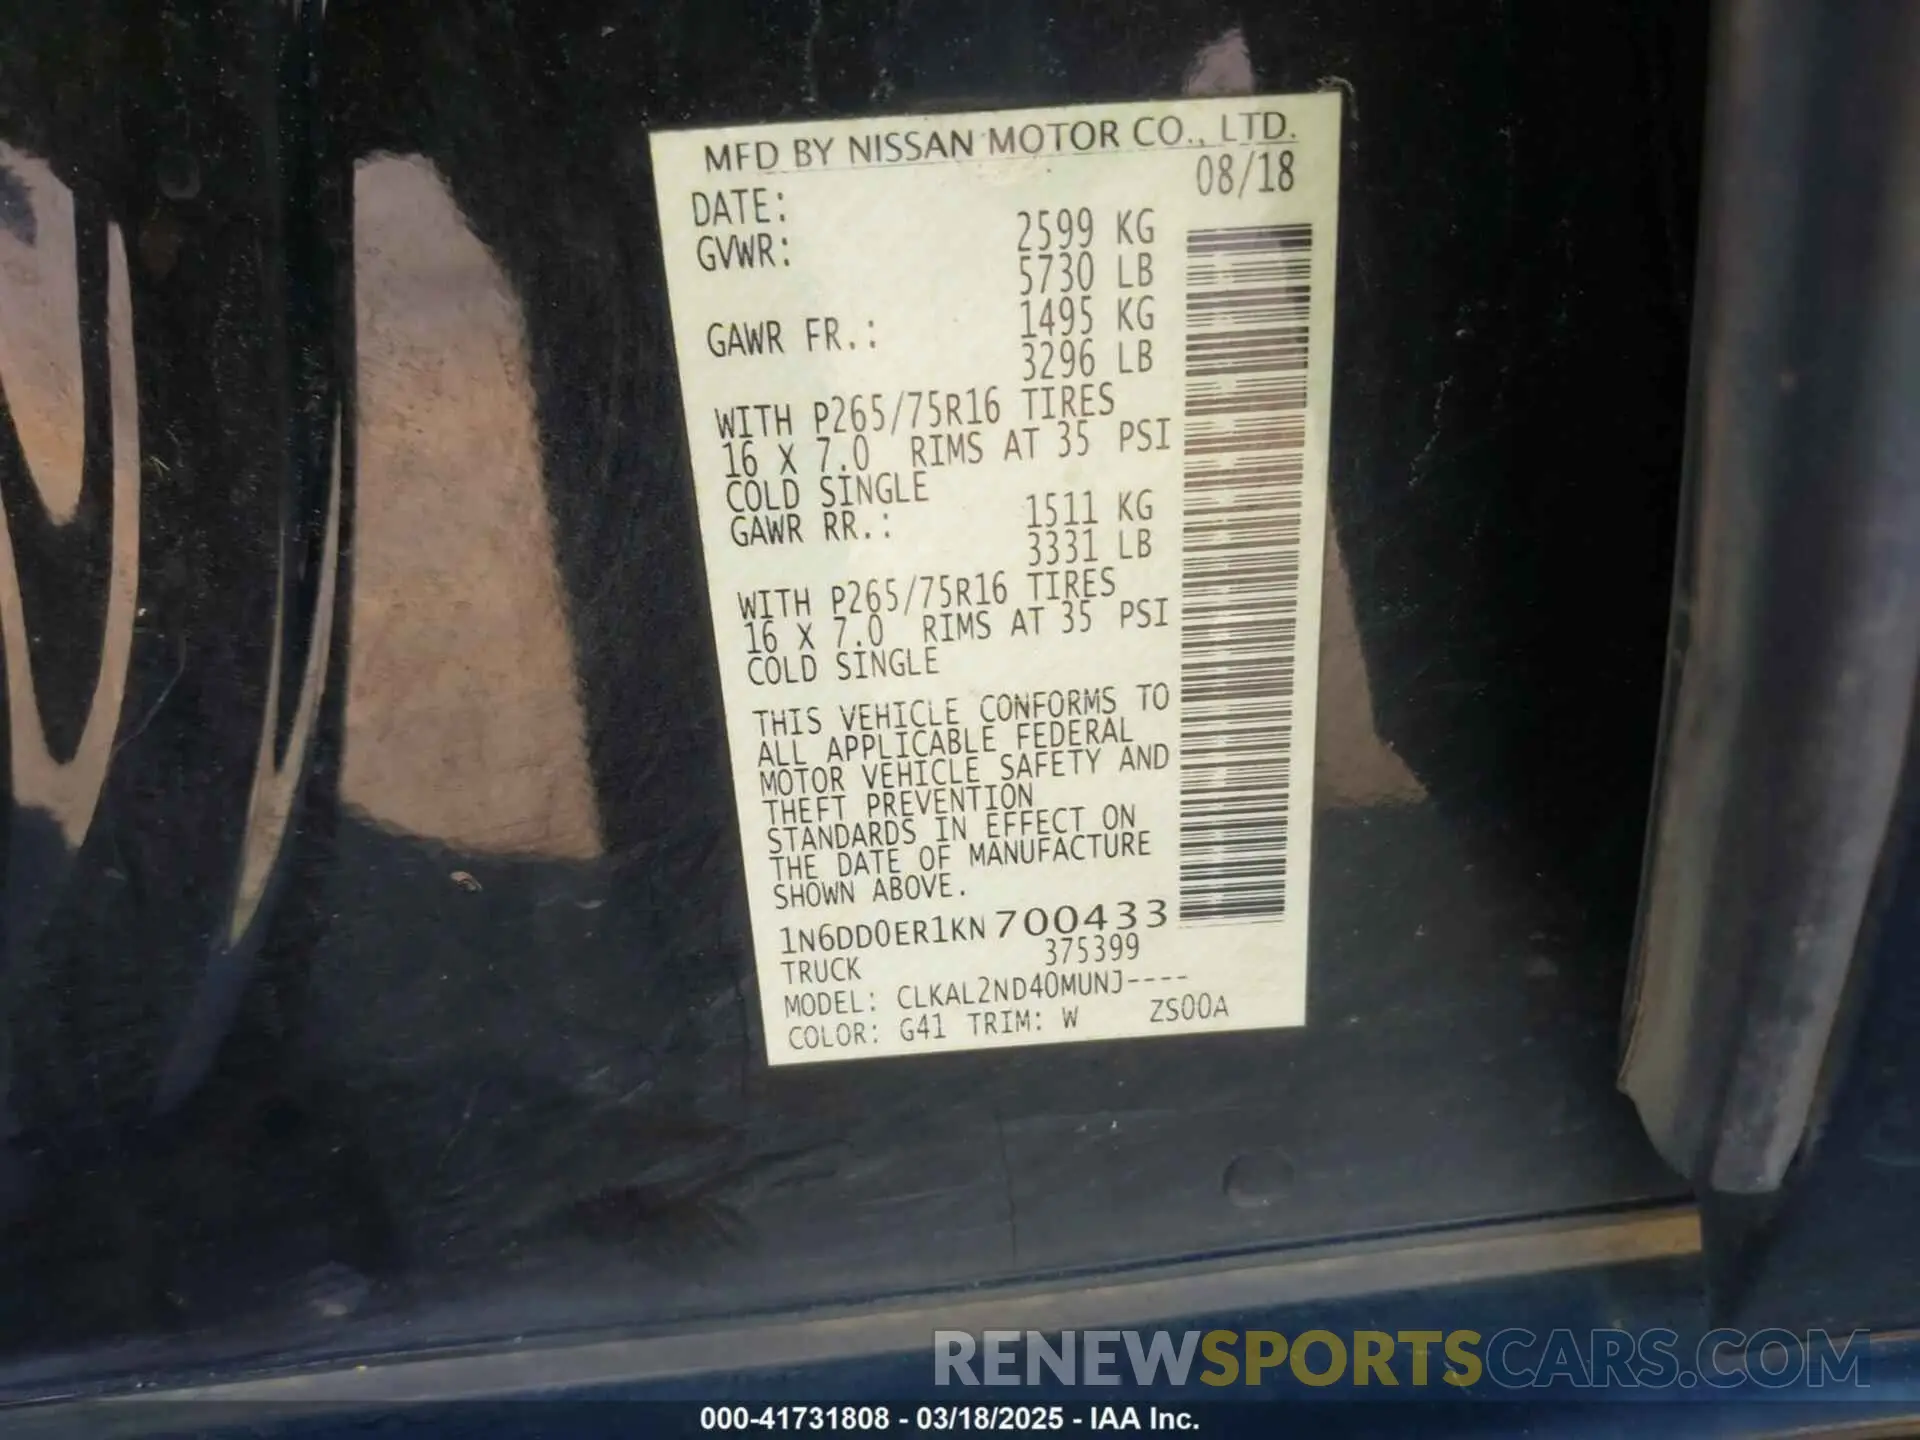 MFD BY NISSAN MOTOR CO., LTD.
DATE: 08/18
GVWR: 2599 KG
5730 LB
GAWR FR.: 1495 KG
3296 LB
WITH P265/75R16 TIRES
16 X 7.0 RIMS AT 35 PSI
COLD SINGLE
GAWR RR.: 1511 KG
3331 LB
WITH P265/75R16 TIRES
16 X 7.0 RIMS AT 35 PSI
COLD SINGLE
THIS VEHICLE CONFORMS TO
ALL APPLICABLE FEDERAL
MOTOR VEHICLE SAFETY AND
THEFT PREVENTION
STANDARDS IN EFFECT ON
THE DATE OF MANUFACTURE
SHOWN ABOVE.
1N6DD0ER1KN700433
TRUCK 375399
MODEL: CLKAL2ND40MUNJ----
COLOR: G41 TRIM: W ZS00A
RENEWSPORTSCARS.COM
000-41731808 - 03/18/2025 - IAA Inc.